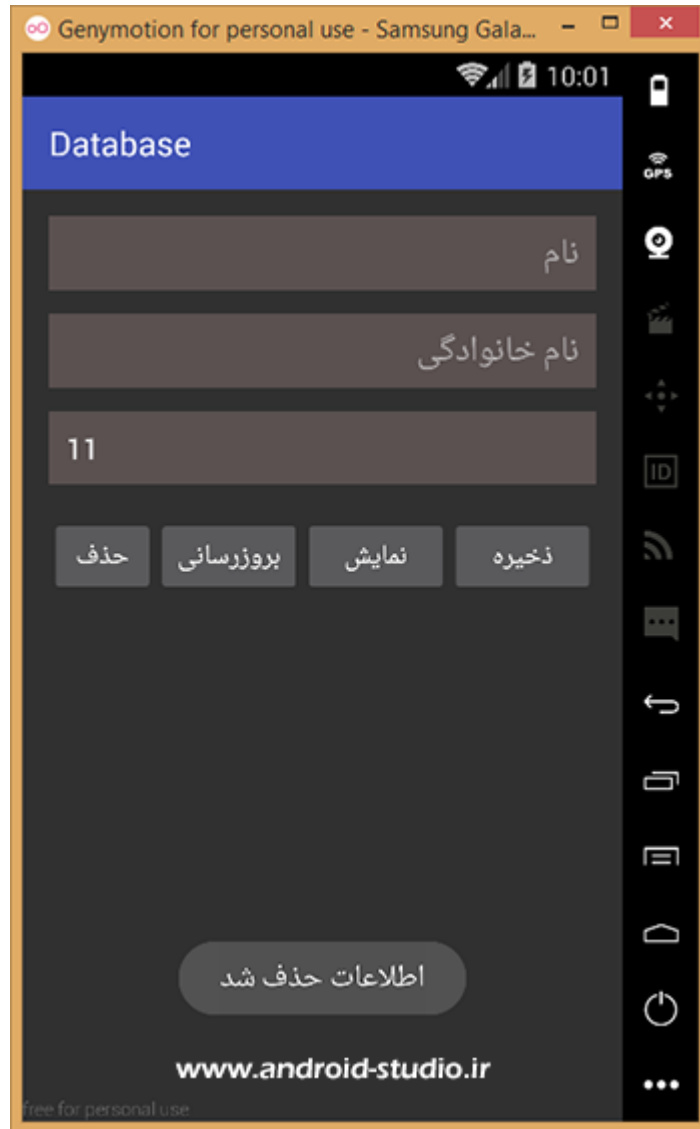 Genymotion for personal use - Samsung Gala...
10:01
Database
GPS
نام
نام خانوادگی
11
ID
ذخیره نمایش بروزرسانی حذف
اطلاعات حذف شد
www.android-studio.ir
free for personal use